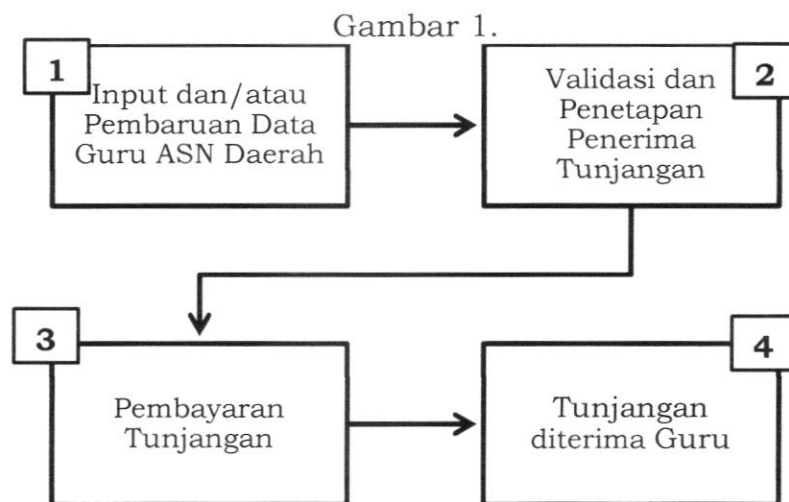 Gambar 1.
1
Input dan/atau
Pembaruan Data
Guru ASN Daerah
2
Validasi dan
Penetapan
Penerima
Tunjangan
3
Pembayaran
Tunjangan
4
Tunjangan
diterima Guru